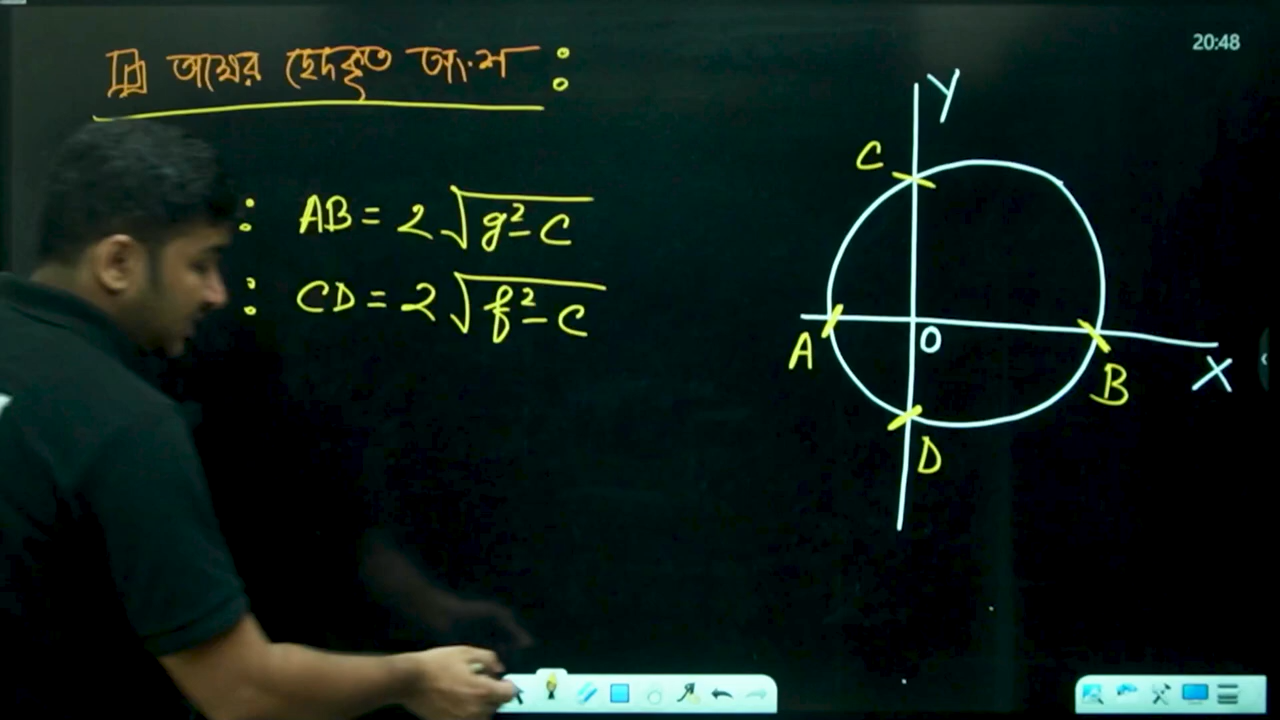 অক্ষের ছেদকৃত অংশ :
: AB = 2√(g² - c)
: CD = 2√(f² - c)
20:48
Y
C
A
O
B
X
D